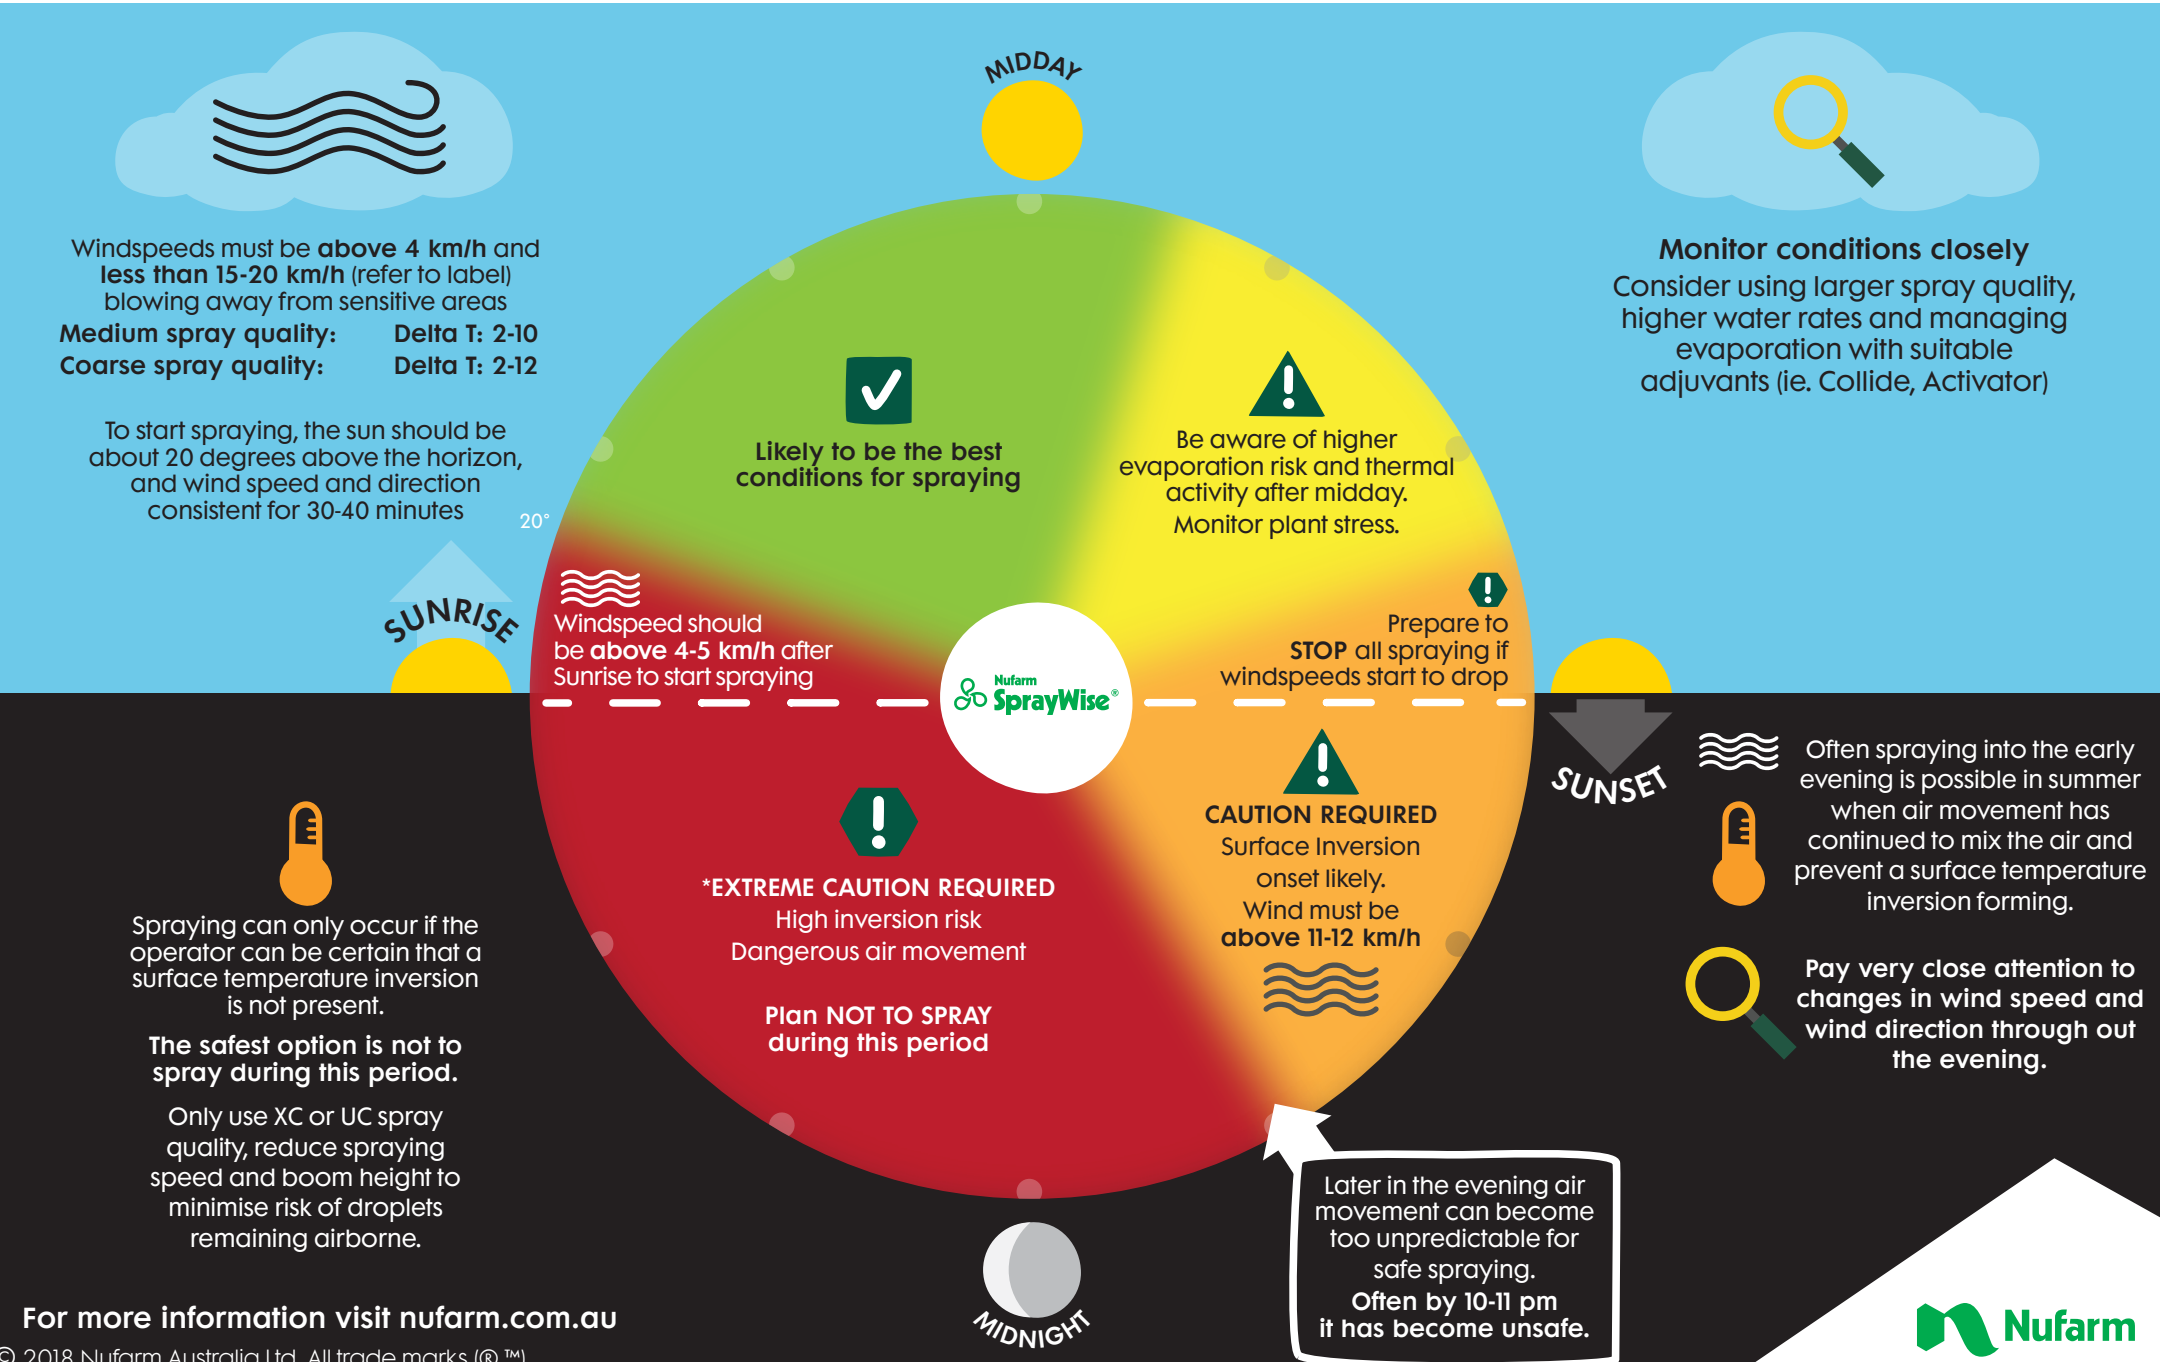 MIDDAY
Windspeeds must be above 4 km/h and
less than 15-20 km/h (refer to label)
blowing away from sensitive areas
Medium spray quality: Delta T: 2-10
Coarse spray quality: Delta T: 2-12
To start spraying, the sun should be
about 20 degrees above the horizon,
and wind speed and direction
consistent for 30-40 minutes
20°
SUNRISE
Monitor conditions closely
Consider using larger spray quality,
higher water rates and managing
evaporation with suitable
adjuvants (ie. Collide, Activator)
Likely to be the best
conditions for spraying
Be aware of higher
evaporation risk and thermal
activity after midday.
Monitor plant stress.
Windspeed should
be above 4-5 km/h after
Sunrise to start spraying
Prepare to
STOP all spraying if
windspeeds start to drop
Nufarm
SprayWise®
*EXTREME CAUTION REQUIRED
High inversion risk
Dangerous air movement
Plan NOT TO SPRAY
during this period
CAUTION REQUIRED
Surface Inversion
onset likely.
Wind must be
above 11-12 km/h
SUNSET
Often spraying into the early
evening is possible in summer
when air movement has
continued to mix the air and
prevent a surface temperature
inversion forming.
Pay very close attention to
changes in wind speed and
wind direction through out
the evening.
Spraying can only occur if the
operator can be certain that a
surface temperature inversion
is not present.
The safest option is not to
spray during this period.
Only use XC or UC spray
quality, reduce spraying
speed and boom height to
minimise risk of droplets
remaining airborne.
Later in the evening air
movement can become
too unpredictable for
safe spraying.
Often by 10-11 pm
it has become unsafe.
MIDNIGHT
For more information visit nufarm.com.au
© 2018 Nufarm Australia Ltd. All trade marks (® ™)
Nufarm